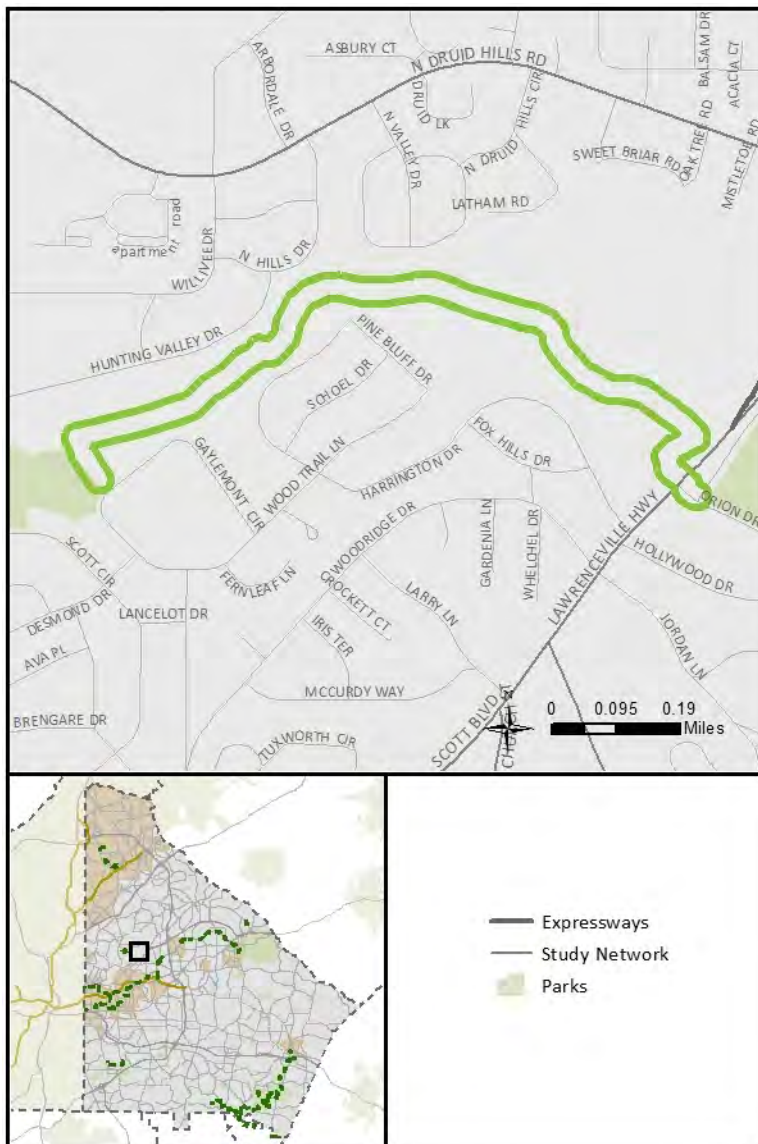 ASBURY CT
N DRUID HILLS RD
BALSAM DR
ACACIA CT
ARBORDALE DR
DRUID LK
N DRUID HILLS CIR
N VALLEY DR
OAK TREE RD
SWEET BRIAR RD
MISTLETOE RD
LATHAM RD
apartment road
WILLIVEE DR
N HILLS DR
HUNTING VALLEY DR
PINE BLUFF DR
SCHOEL DR
GAYLEMONT CIR
WOOD TRAIL LN
FOX HILLS DR
HARRINGTON DR
ORION DR
LAWRENCEVILLE HWY
WOODRIDGE DR
GARDENIA LN
WHELCHEL DR
HOLLYWOOD DR
SCOTT CIR
FERNLEAF LN
CROCKETT CT
LARRY LN
DESMOND DR
LANCELOT DR
IRIS TER
JORDAN LN
AVA PL
MCCURDY WAY
BRENGARE DR
TUXWORTH CIR
SCOTT BLVD
N
CHURCH ST
0 0.095 0.19
Miles
Expressways
Study Network
Parks